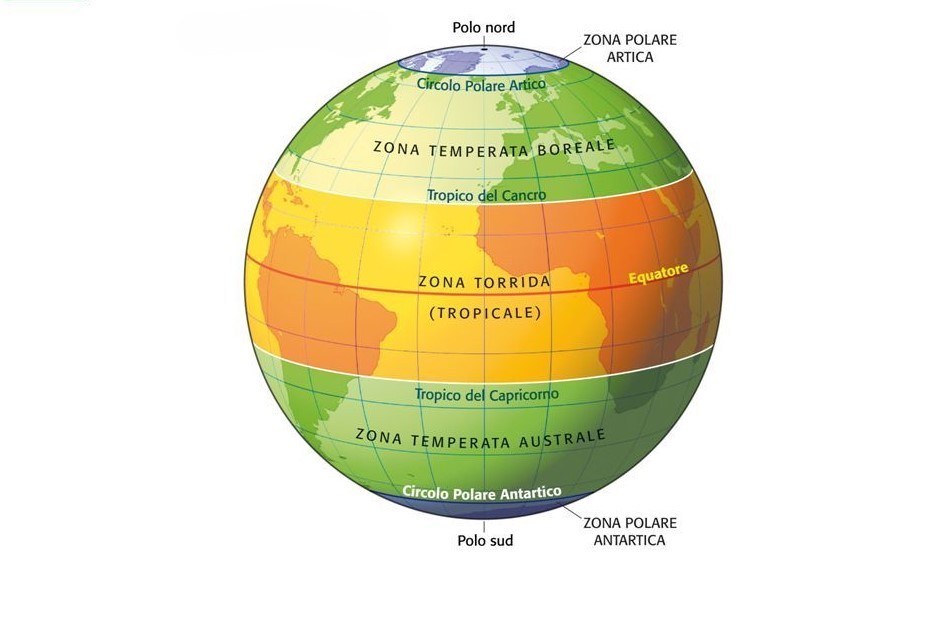 Polo nord
ZONA POLARE
ARTICA
Circolo Polare Artico
ZONA TEMPERATA BOREALE
Tropico del Cancro
Equatore
ZONA TORRIDA
(TROPICALE)
Tropico del Capricorno
ZONA TEMPERATA AUSTRALE
Circolo Polare Antartico
ZONA POLARE
ANTARTICA
Polo sud